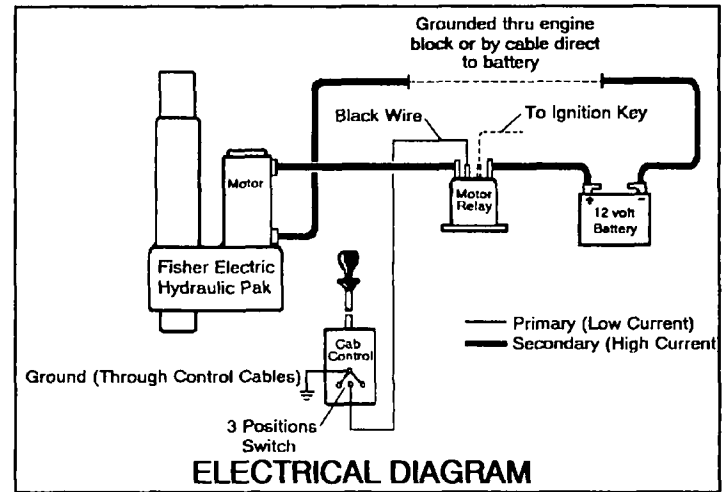 Grounded thru engine
block or by cable direct
to battery
Black Wire
To Ignition Key
Motor
Motor
Relay
+ −
12 volt
Battery
Fisher Electric
Hydraulic Pak
Cab
Control
Primary (Low Current)
Secondary (High Current)
Ground (Through Control Cables)
3 Positions
Switch
ELECTRICAL DIAGRAM